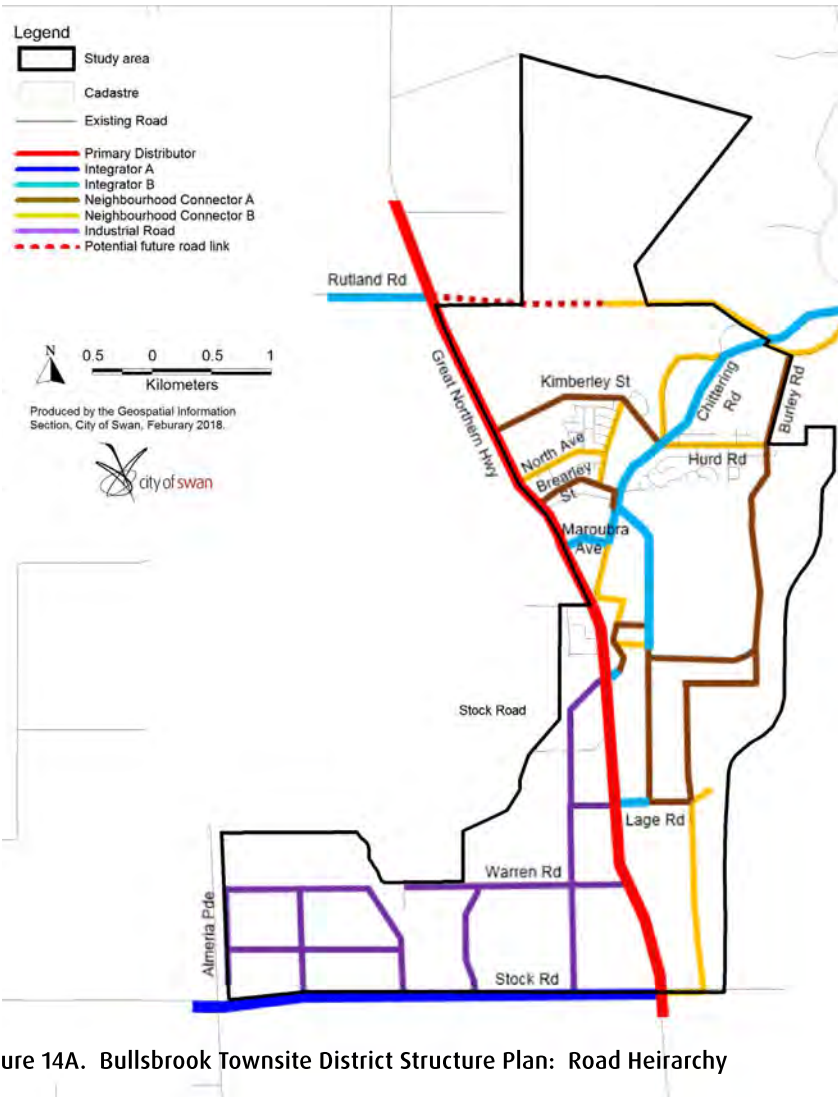 Legend
Study area
Cadastre
Existing Road
Primary Distributor
Integrator A
Integrator B
Neighbourhood Connector A
Neighbourhood Connector B
Industrial Road
Potential future road link
Rutland Rd
N
0.5 0 0.5 1
Kilometers
Produced by the Geospatial Information
Section, City of Swan, Feburary 2018.
city of swan
Great Northern Hwy
Kimberley St
Chittering
Rd
Burley Rd
North Ave
Hurd Rd
Brearley
St
Maroubra
Ave
Stock Road
Lage Rd
Warren Rd
Almeria Pde
Stock Rd
ure 14A. Bullsbrook Townsite District Structure Plan: Road Heirarchy